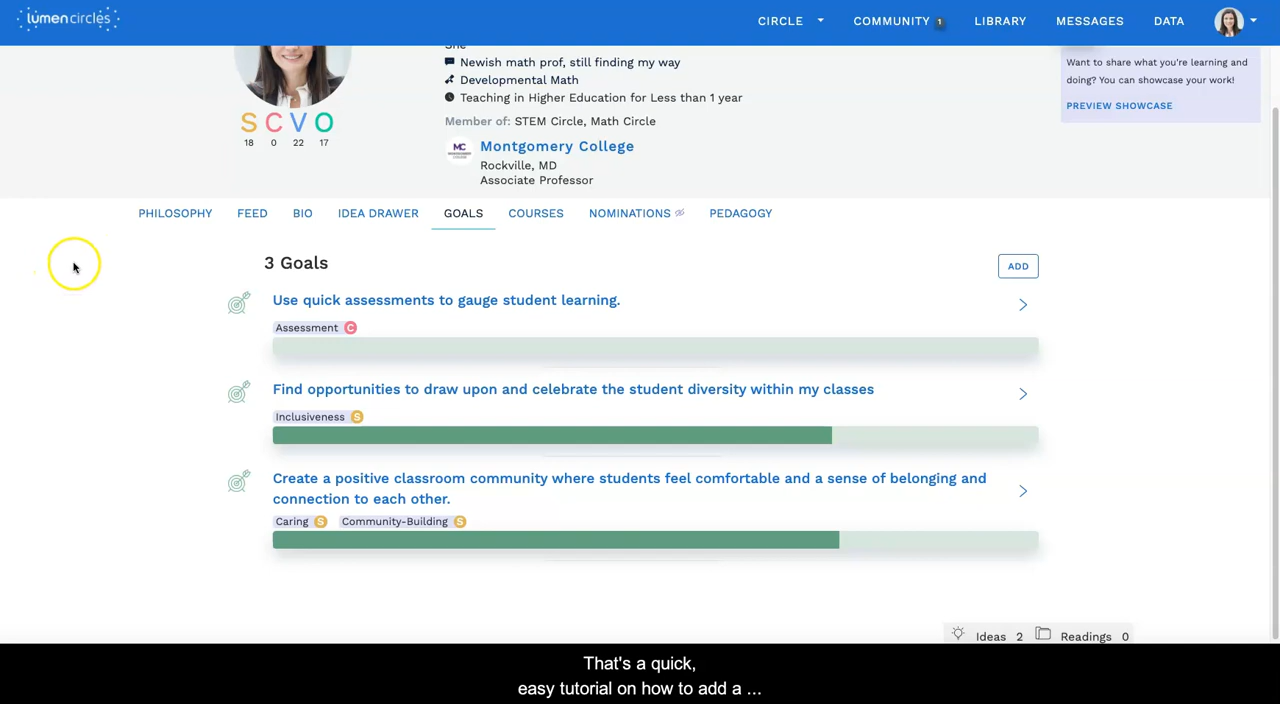 lumen circles
CIRCLE
COMMUNITY 1
LIBRARY
MESSAGES
DATA
She
Newish math prof, still finding my way
Developmental Math
Teaching in Higher Education for Less than 1 year
Member of: STEM Circle, Math Circle
MC
Montgomery College
Rockville, MD
Associate Professor
S C V O
18 0 22 17
Want to share what you're learning and
doing? You can showcase your work!
PREVIEW SHOWCASE
PHILOSOPHY
FEED
BIO
IDEA DRAWER
GOALS
COURSES
NOMINATIONS
PEDAGOGY
3 Goals
ADD
Use quick assessments to gauge student learning.
Assessment C
Find opportunities to draw upon and celebrate the student diversity within my classes
Inclusiveness S
Create a positive classroom community where students feel comfortable and a sense of belonging and
connection to each other.
Caring S Community-Building S
Ideas 2 Readings 0
That's a quick,
easy tutorial on how to add a ...